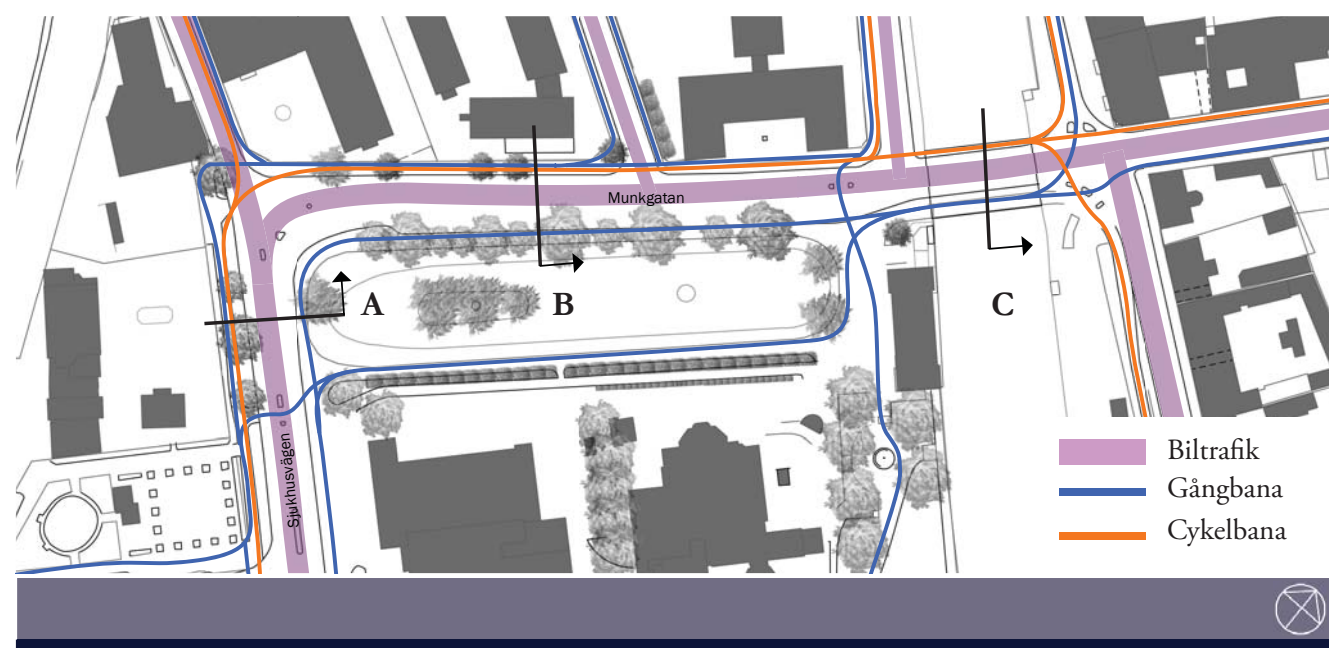 Munkgatan
A
B
C
Sjukhusvägen
Biltrafik
Gångbana
Cykelbana